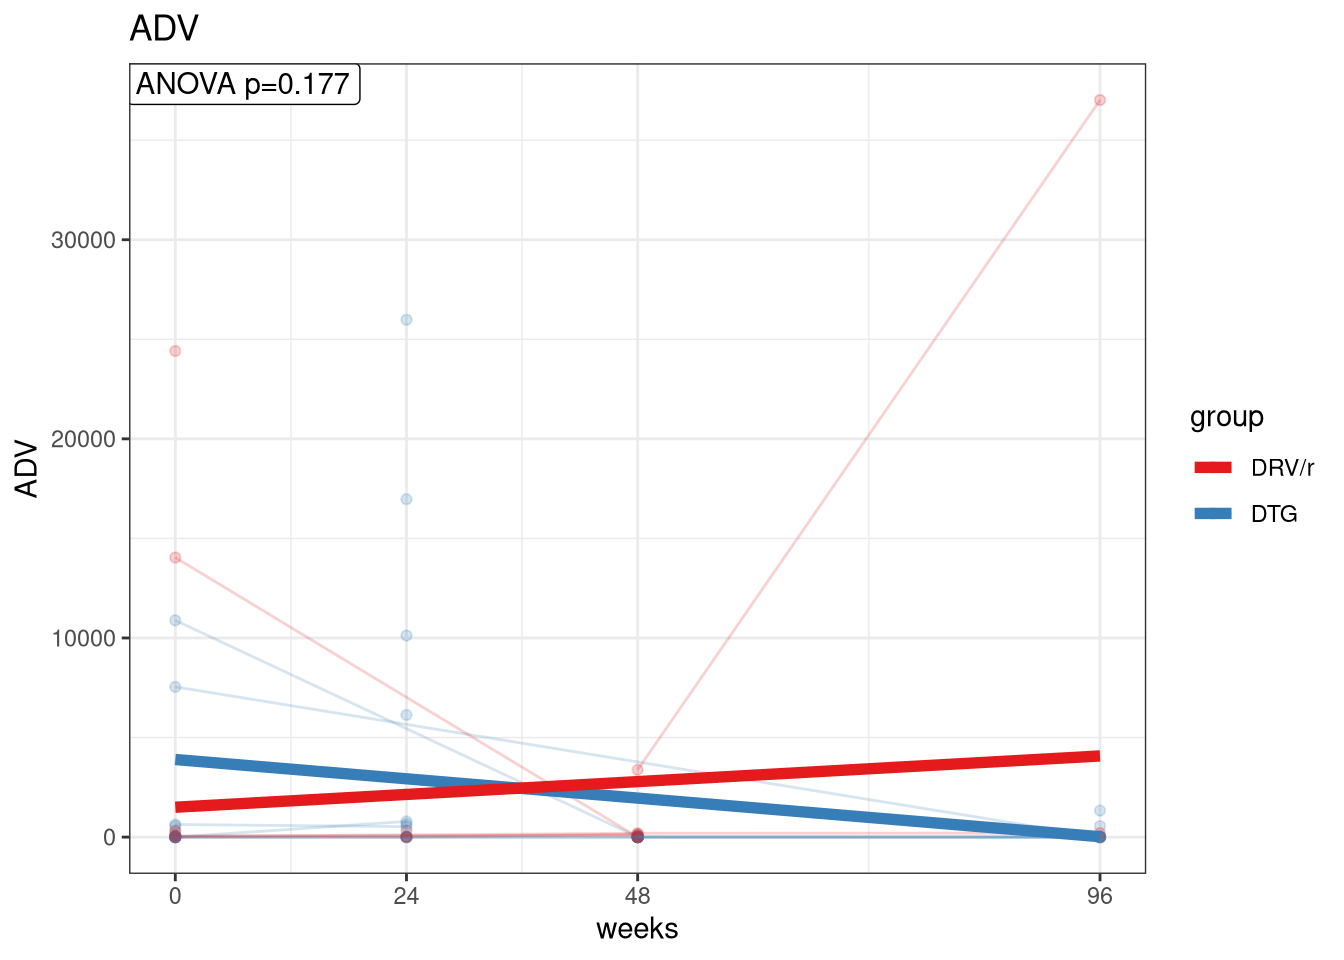 ADV
ANOVA p=0.177
30000
20000
10000
0
ADV
0 24 48 96
weeks
group
DRV/r
DTG